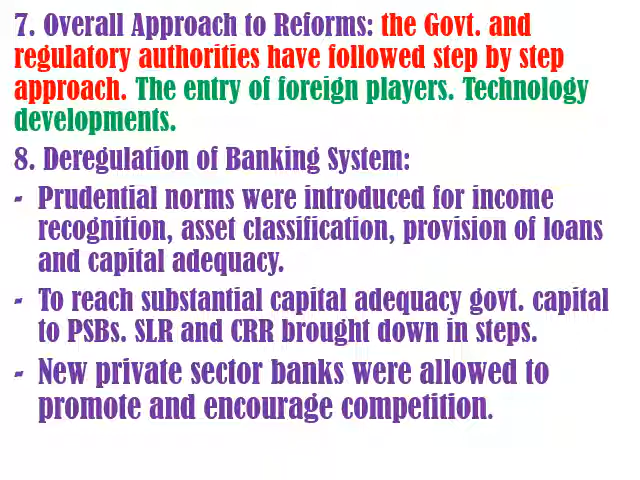 7. Overall Approach to Reforms: the Govt. and
regulatory authorities have followed step by step
approach. The entry of foreign players. Technology
developments.
8. Deregulation of Banking System:
- Prudential norms were introduced for income
recognition, asset classification, provision of loans
and capital adequacy.
- To reach substantial capital adequacy govt. capital
to PSBs. SLR and CRR brought down in steps.
- New private sector banks were allowed to
promote and encourage competition.